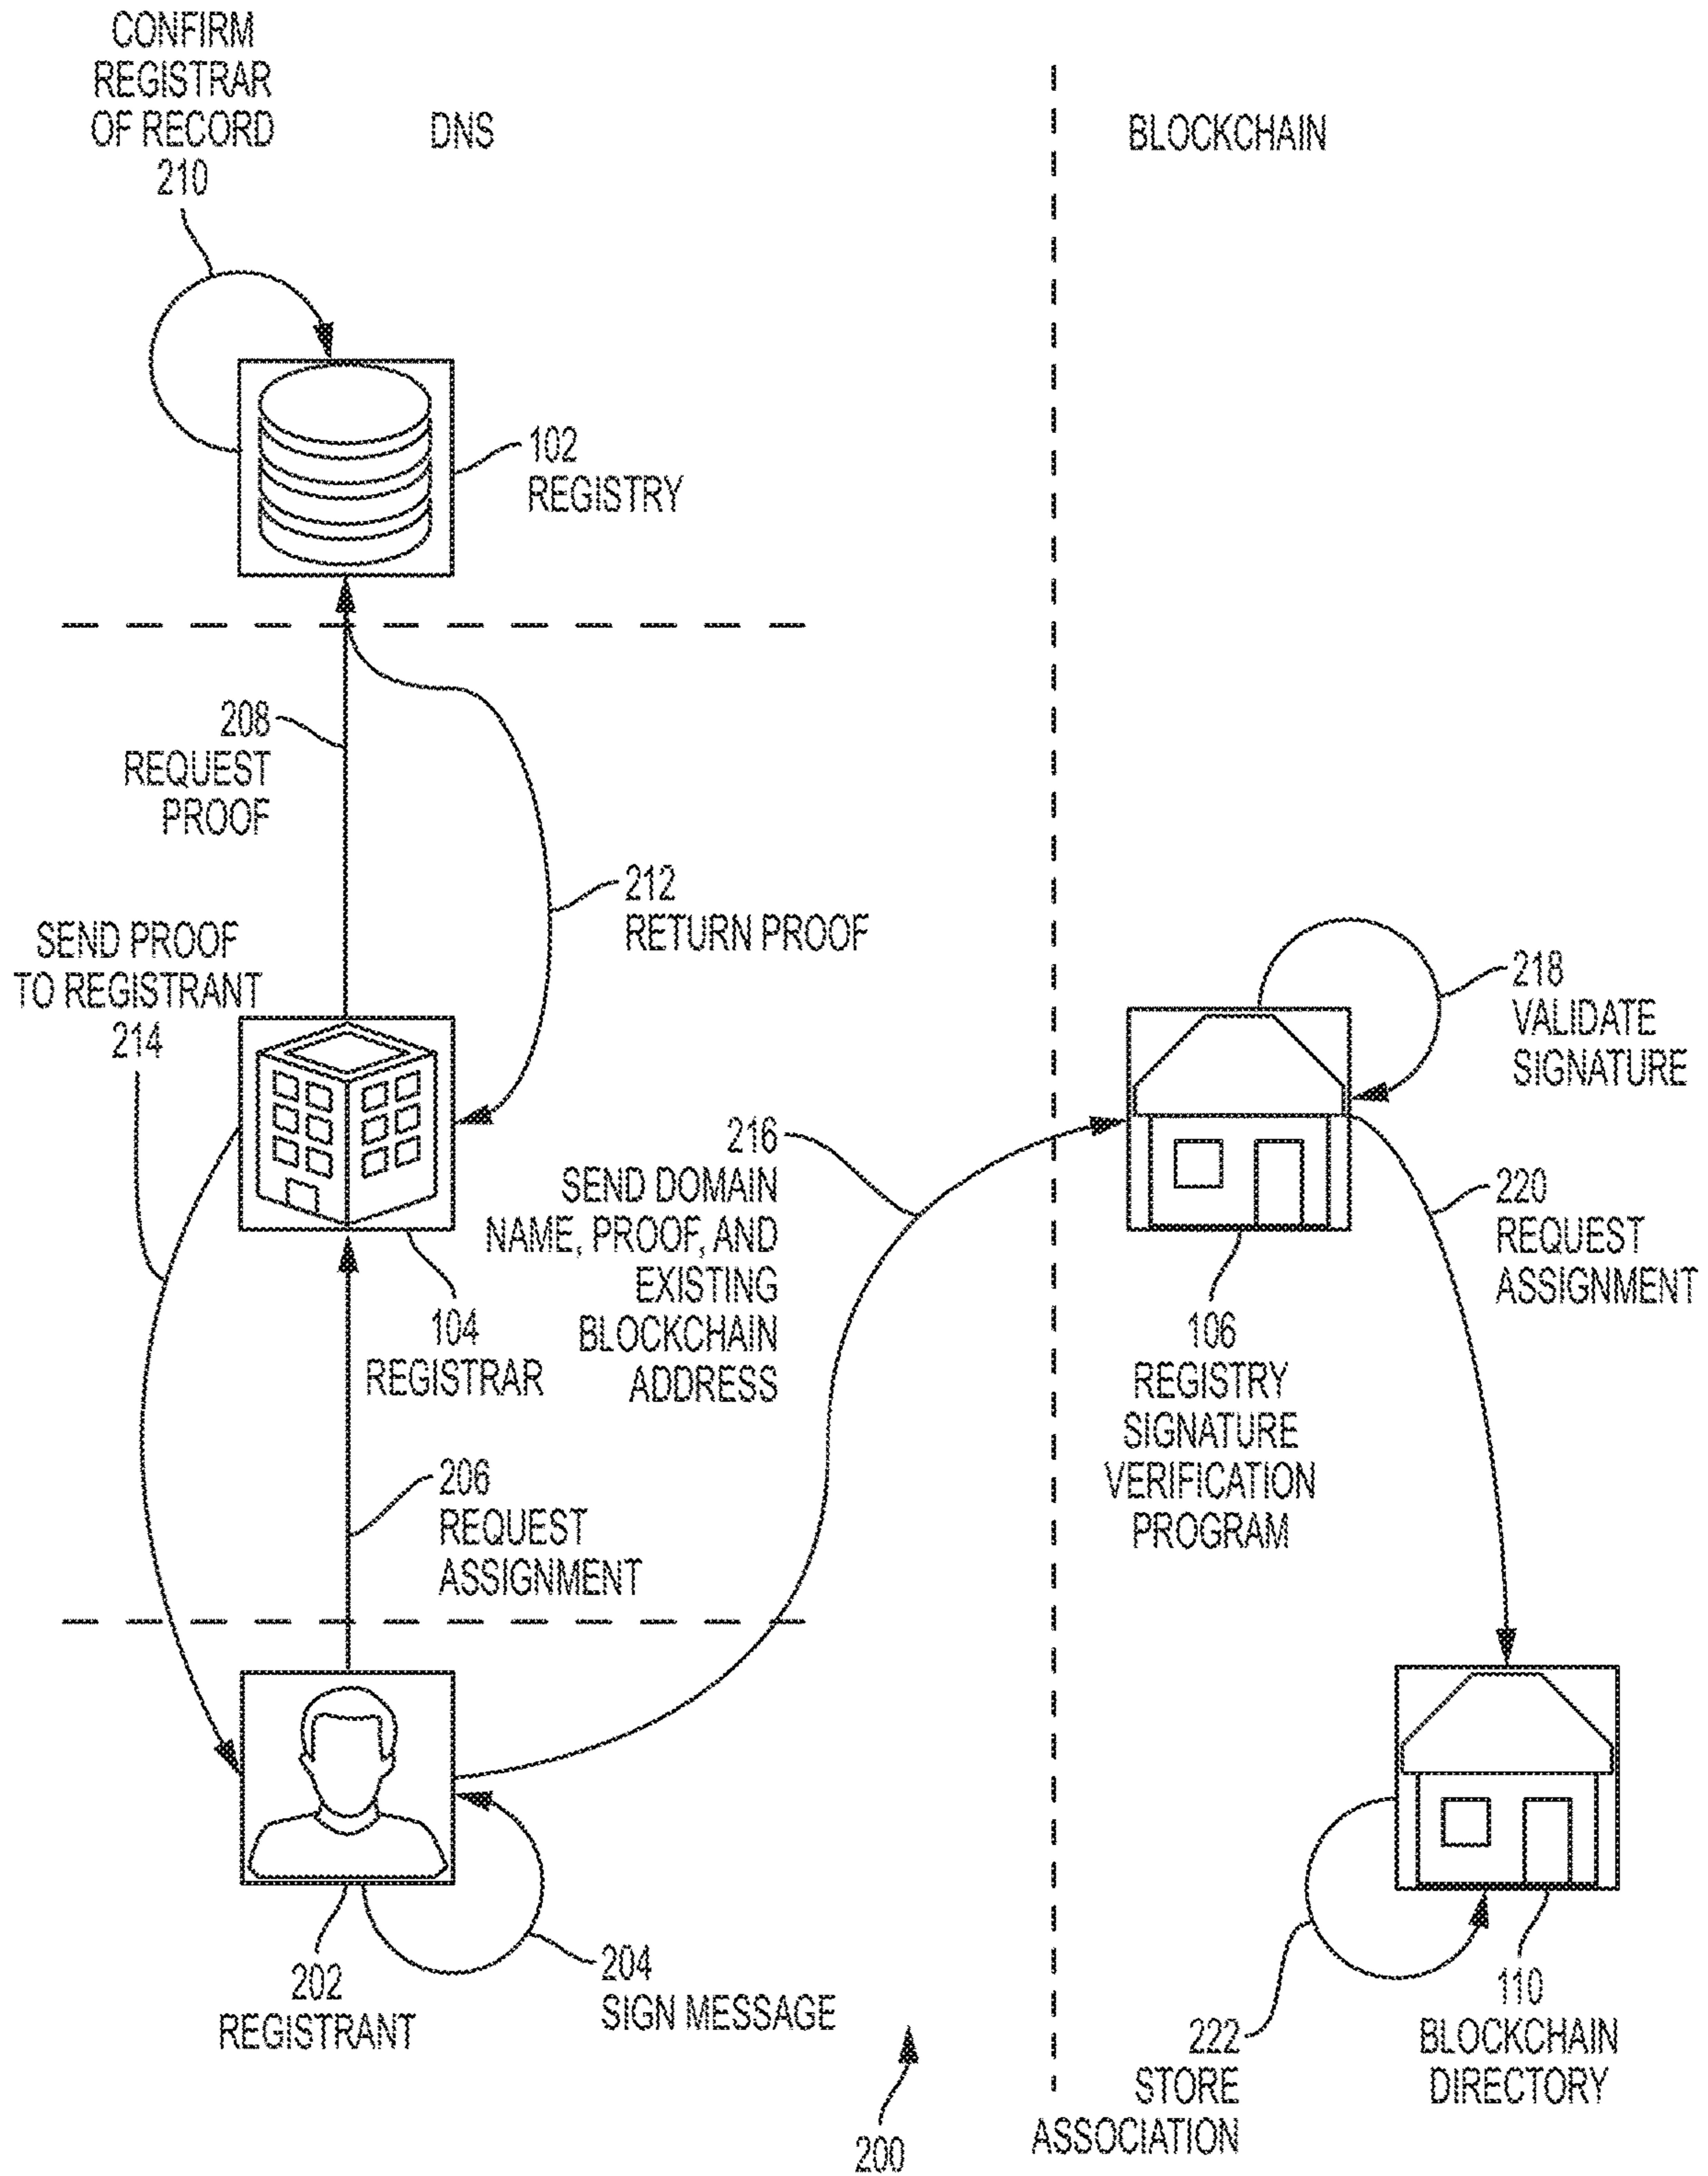 CONFIRM
REGISTRAR
OF RECORD
210
DNS
BLOCKCHAIN
102
REGISTRY
208
REQUEST
PROOF
212
RETURN PROOF
SEND PROOF
TO REGISTRANT
214
218
VALIDATE
SIGNATURE
216
SEND DOMAIN
NAME, PROOF, AND
EXISTING
BLOCKCHAIN
ADDRESS
220
REQUEST
ASSIGNMENT
104
REGISTRAR
106
REGISTRY
SIGNATURE
VERIFICATION
PROGRAM
206
REQUEST
ASSIGNMENT
202
REGISTRANT
204
SIGN MESSAGE
110
BLOCKCHAIN
DIRECTORY
222
STORE
ASSOCIATION
200